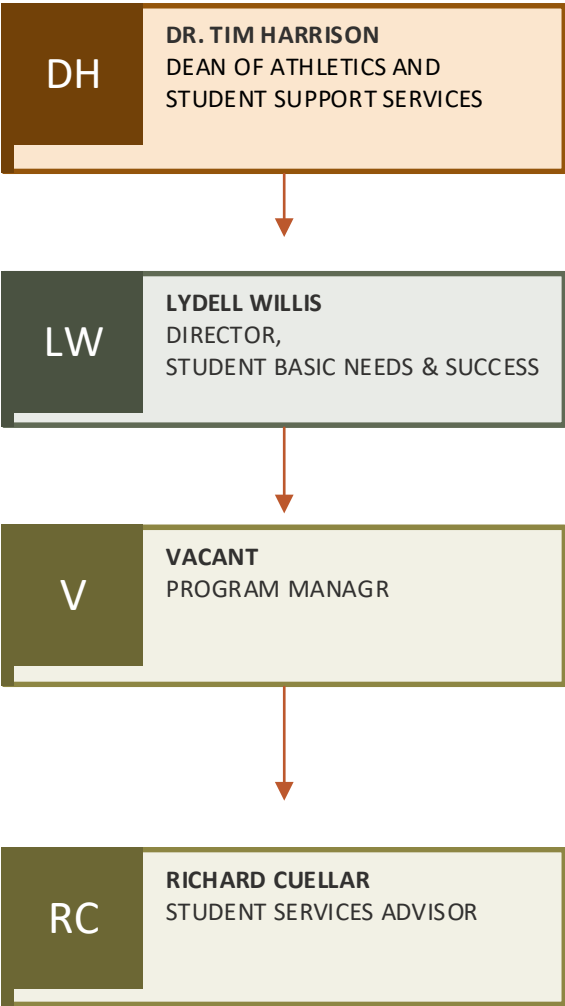 DH
DR. TIM HARRISON
DEAN OF ATHLETICS AND
STUDENT SUPPORT SERVICES
LW
LYDELL WILLIS
DIRECTOR,
STUDENT BASIC NEEDS & SUCCESS
V
VACANT
PROGRAM MANAGR
RC
RICHARD CUELLAR
STUDENT SERVICES ADVISOR